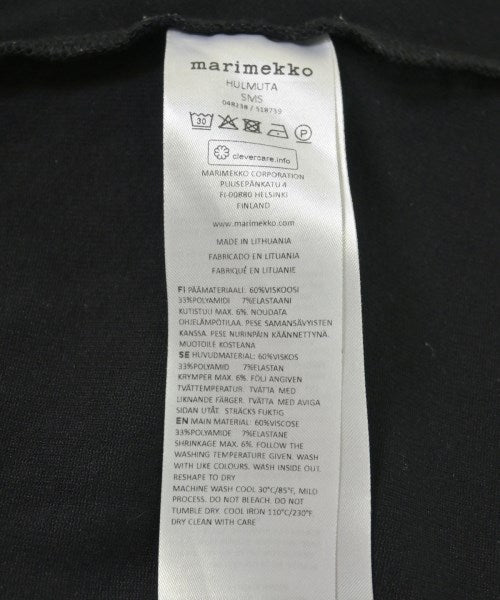 marimekko
HULMUTA
SMS
048238 / 518739
30
P
clevercare.info
MARIMEKKO CORPORATION
PUUSEPÄNKATU 4
FI-00880 HELSINKI
FINLAND
www.marimekko.com
MADE IN LITHUANIA
FABRICADO EN LITUANIA
FABRIQUÉ EN LITUANIE
FI PÄÄMATERIAALI: 60%VISKOOSI
33%POLYAMIDI 7%ELASTAANI
KUTISTUU MAX. 6%. NOUDATA
OHJELÄMPÖTILAA. PESE SAMANSÄVYISTEN
KANSSA. PESE NURINPÄIN KÄÄNNETTYNÄ.
MUOTOILE KOSTEANA
SE HUVUDMATERIAL: 60%VISKOS
33%POLYAMID 7%ELASTAN
KRYMPER MAX. 6%. FÖLJ ANGIVEN
TVÄTTEMPERATUR. TVÄTTA MED
LIKNANDE FÄRGER. TVÄTTA MED AVIGA
SIDAN UTÅT. STRÄCKS FUKTIG
EN MAIN MATERIAL: 60%VISCOSE
33%POLYAMIDE 7%ELASTANE
SHRINKAGE MAX. 6%. FOLLOW THE
WASHING TEMPERATURE GIVEN. WASH
WITH LIKE COLOURS. WASH INSIDE OUT.
RESHAPE TO DRY
MACHINE WASH COOL 30°C/85°F, MILD
PROCESS. DO NOT BLEACH. DO NOT
TUMBLE DRY. COOL IRON 110°C/230°F.
DRY CLEAN WITH CARE